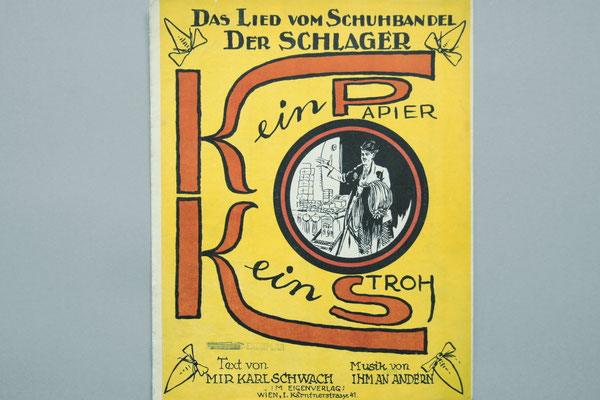 DAS LIED VOM SCHUHBANDEL
DER SCHLAGER
Kein PAPIER
Kein STROH
Text von
MIR KARL SCHWACH
Musik von
IHM AN ANDERN
: IM EIGENVERLAG :
WIEN, I. Kärntnerstraße 41.